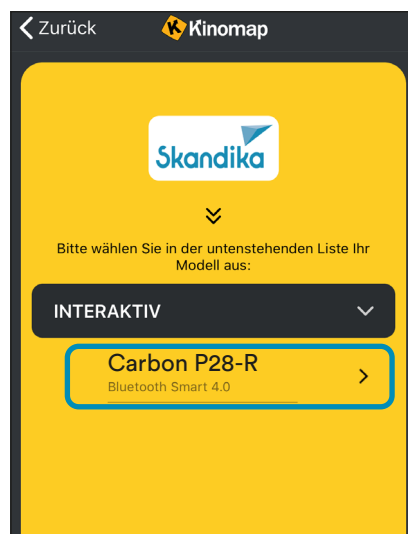 Zurück
Kinomap
Skandika
Bitte wählen Sie in der untenstehenden Liste Ihr
Modell aus:
INTERAKTIV
Carbon P28-R
Bluetooth Smart 4.0